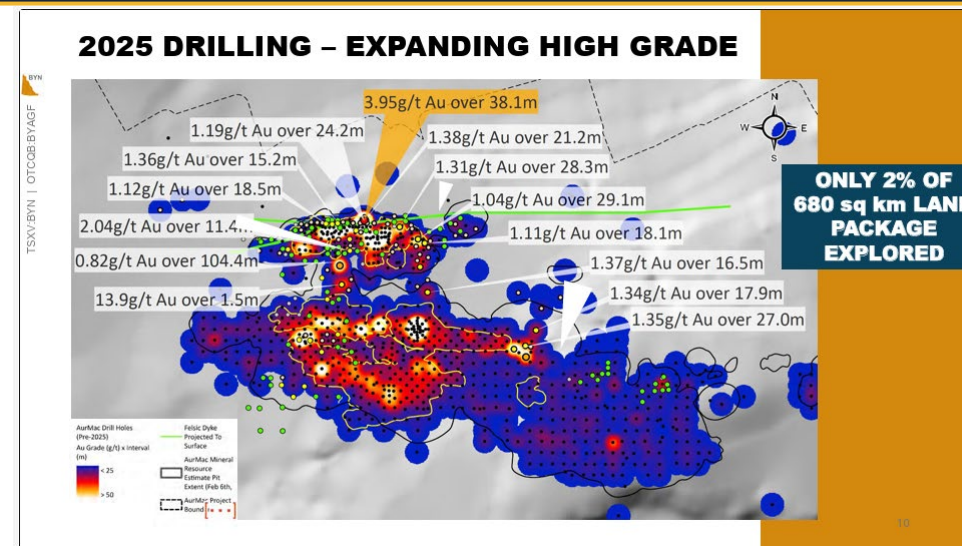 2025 DRILLING – EXPANDING HIGH GRADE
BYN
TSXV:BYN | OTCQB:BYAGF
3.95g/t Au over 38.1m
1.19g/t Au over 24.2m
1.38g/t Au over 21.2m
1.36g/t Au over 15.2m
1.31g/t Au over 28.3m
1.12g/t Au over 18.5m
1.04g/t Au over 29.1m
2.04g/t Au over 11.4...
1.11g/t Au over 18.1m
0.82g/t Au over 104.4m
1.37g/t Au over 16.5m
13.9g/t Au over 1.5m
1.34g/t Au over 17.9m
1.35g/t Au over 27.0m
N
W
E
S
ONLY 2% OF
680 sq km LAN
PACKAGE
EXPLORED
AurMac Drill Holes
(Pre-2025)
Au Grade (g/t) x Interval
(m)
< 25
> 50
Felsic Dyke
Projected To
Surface
AurMac Mineral
Resource
Estimate Pit
Extent (Feb 6th,
AurMac Project
Bound
10